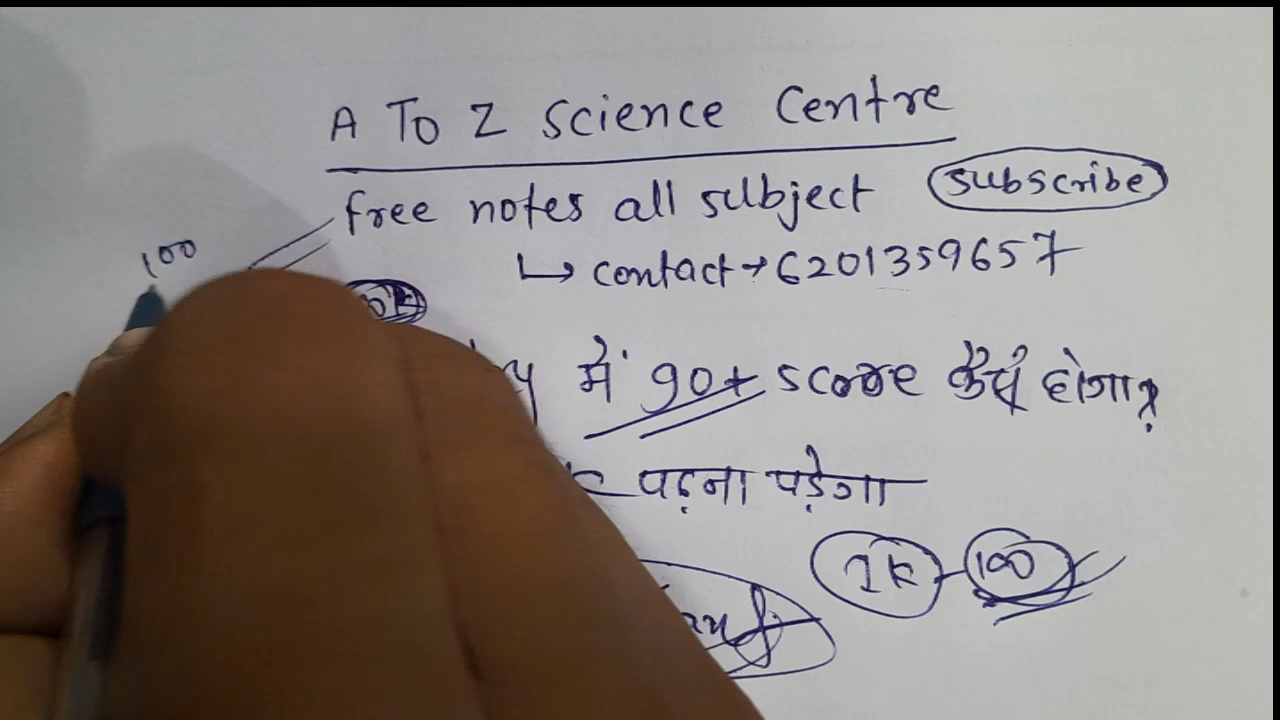 A To Z Science Centre
free notes all subject subscribe
↳ contact → 6201359657
100
में 90+ score कैसे होगा ?
पढ़ना पड़ेगा
1K - 100